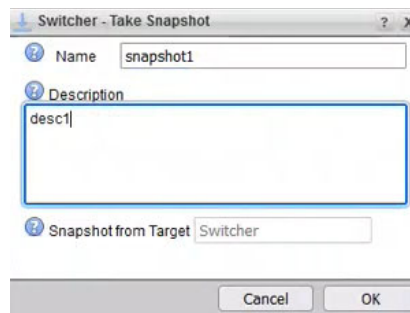 Switcher - Take Snapshot ? X
? Name snapshot1
? Description
desc1
? Snapshot from Target Switcher
Cancel OK